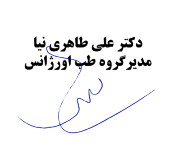 دکتر علی طاهری نیا
مدیرگروه طب اورژانس